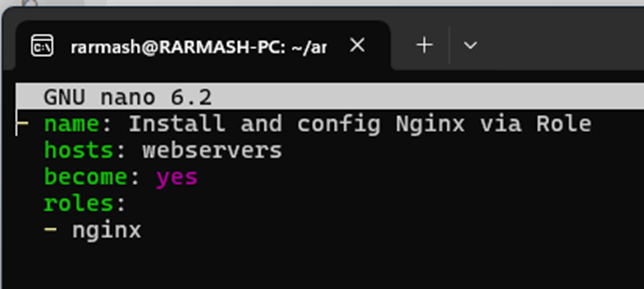 rarmash@RARMASH-PC: ~/ar
GNU nano 6.2
- name: Install and config Nginx via Role
hosts: webservers
become: yes
roles:
- nginx